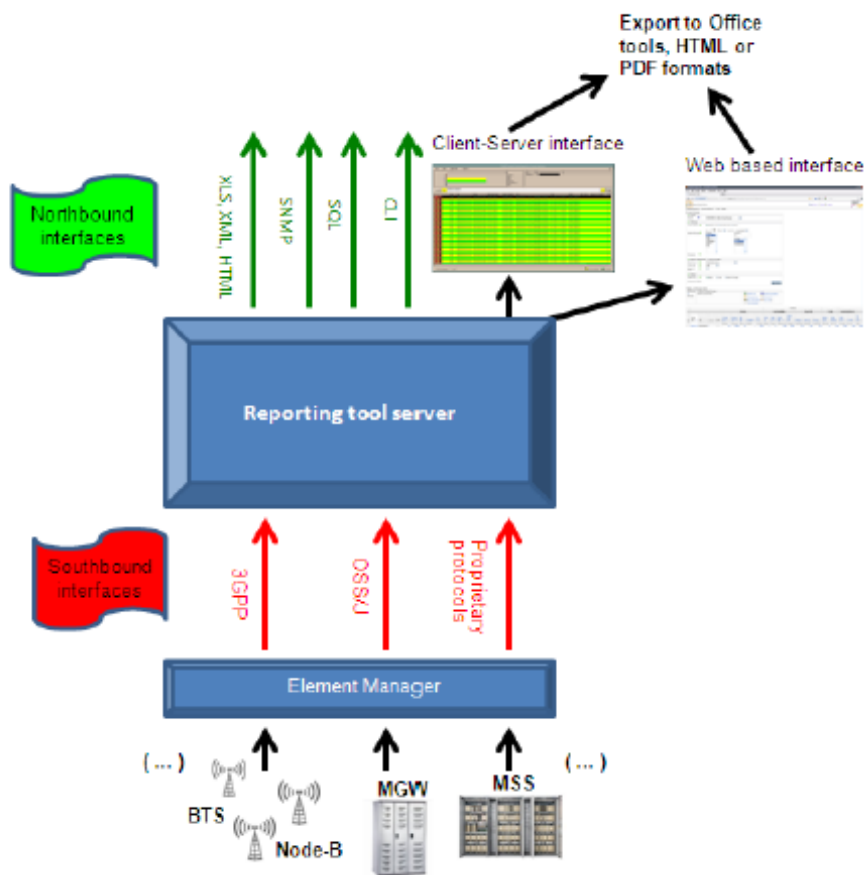 Export to Office
tools, HTML or
PDF formats
Client-Server interface
Web based interface
Northbound
interfaces
XLS, XML, HTML
SNMP
SQL
CLI
Reporting tool server
Southbound
interfaces
3GPP
OSS/J
Proprietary
protocols
Element Manager
(...)
(...)
BTS
Node-B
MGW
MSS